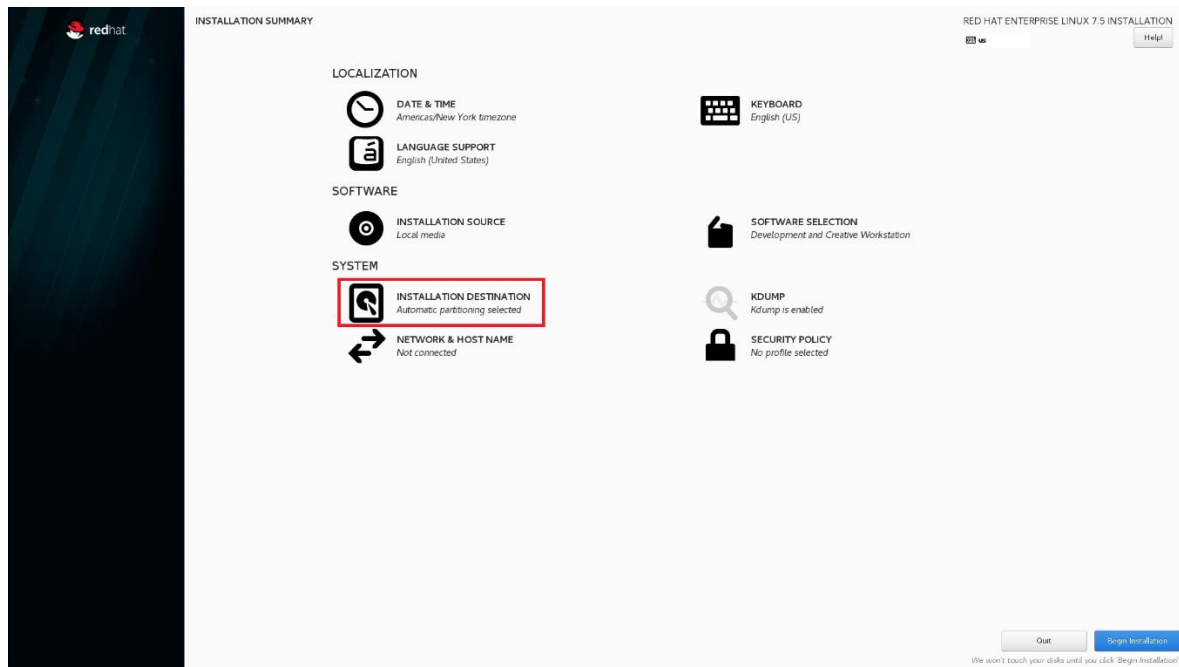 redhat
INSTALLATION SUMMARY
RED HAT ENTERPRISE LINUX 7.5 INSTALLATION
us
Help!
LOCALIZATION
DATE & TIME
Americas/New York timezone
KEYBOARD
English (US)
LANGUAGE SUPPORT
English (United States)
SOFTWARE
INSTALLATION SOURCE
Local media
SOFTWARE SELECTION
Development and Creative Workstation
SYSTEM
INSTALLATION DESTINATION
Automatic partitioning selected
KDUMP
Kdump is enabled
NETWORK & HOST NAME
Not connected
SECURITY POLICY
No profile selected
Quit
Begin Installation
We won't touch your disks until you click 'Begin Installation'